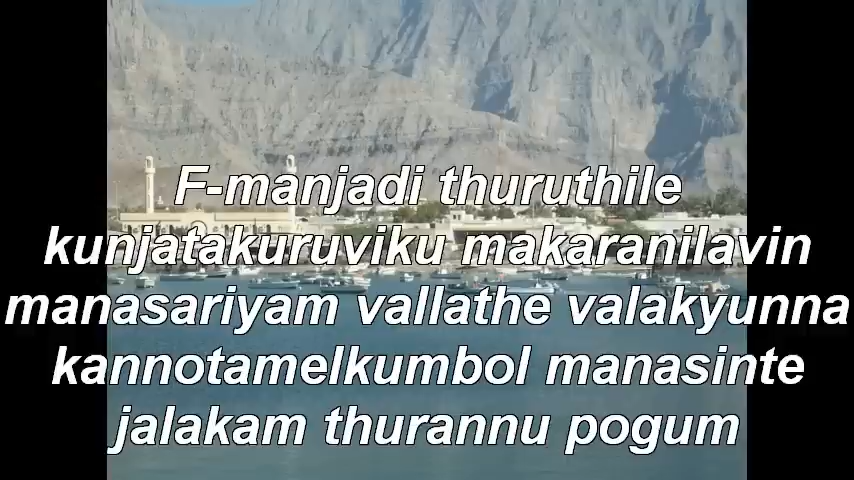 F-manjadi thuruthile
kunjatakuruviku makaranilavin
manasariyam vallathe valakyunna
kannotamelkumbol manasinte
jalakam thurannu pogum